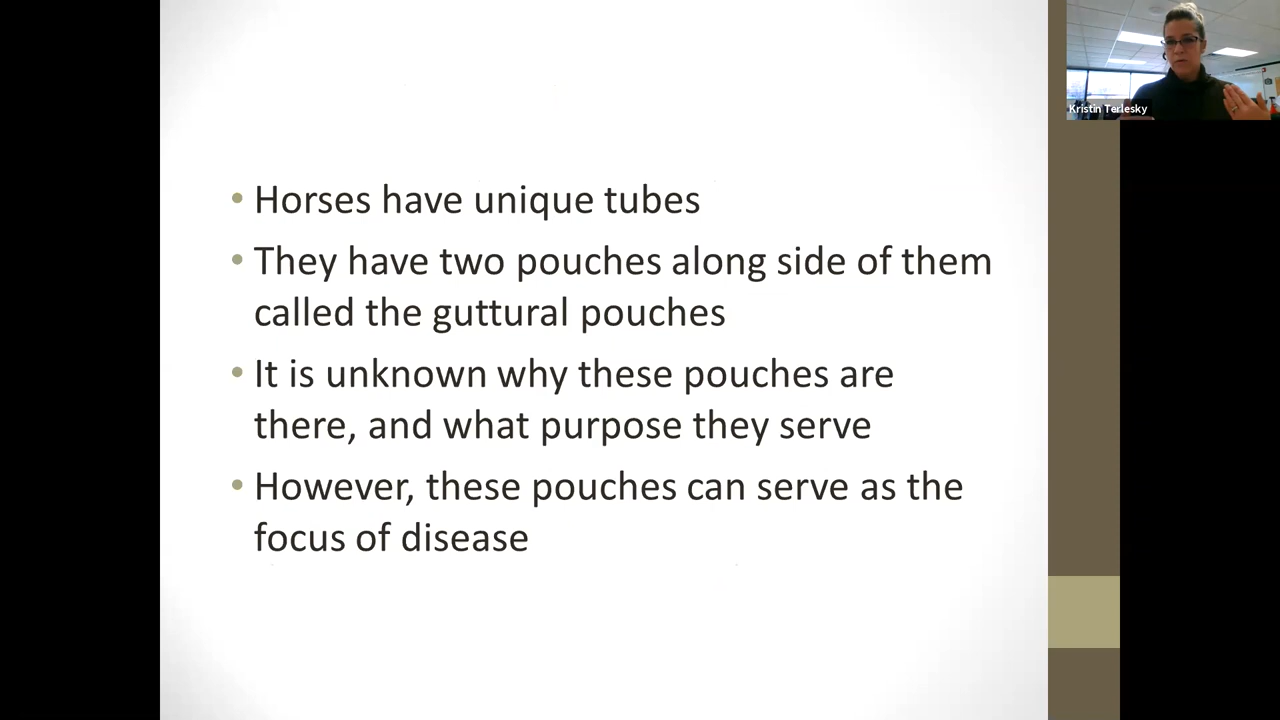 Horses have unique tubes
They have two pouches along side of them
called the guttural pouches
It is unknown why these pouches are
there, and what purpose they serve
However, these pouches can serve as the
focus of disease
Kristin Terlesky